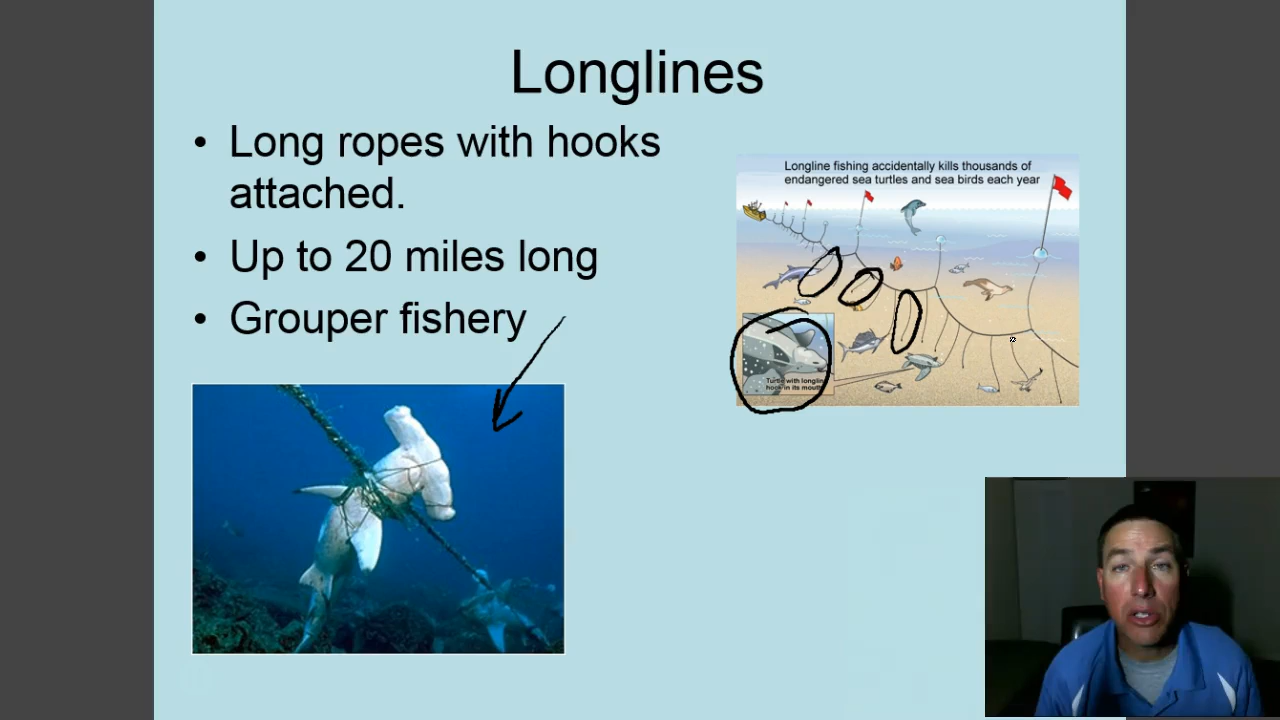 Longlines
• Long ropes with hooks
attached.
• Up to 20 miles long
• Grouper fishery
Longline fishing accidentally kills thousands of
endangered sea turtles and sea birds each year
Turtle with longline
hook in its mouth